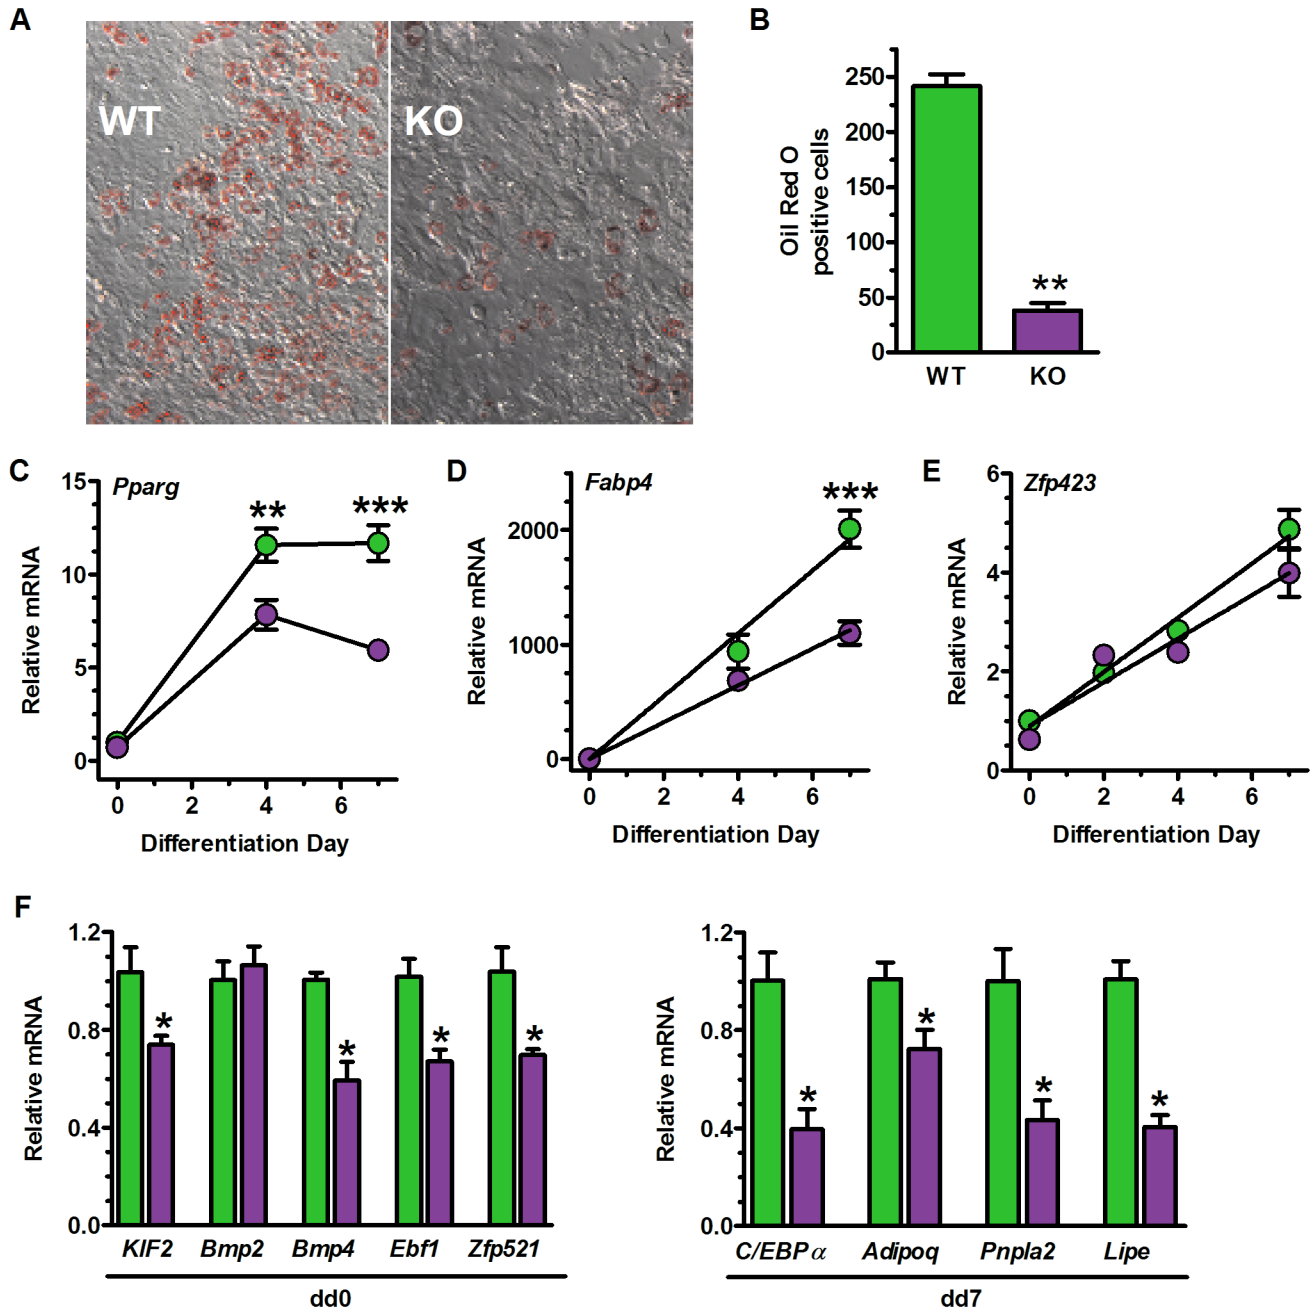 A
WT
KO
B
Oil Red O
positive cells
250
200
150
100
50
0
**
WT
KO
C
Pparg
Relative mRNA
15
10
5
0
**
***
0
2
4
6
Differentiation Day
D
Fabp4
Relative mRNA
2000
1000
0
***
0
2
4
6
Differentiation Day
E
Zfp423
Relative mRNA
6
4
2
0
0
2
4
6
Differentiation Day
F
Relative mRNA
1.2
0.8
0.4
0.0
*
*
*
*
KlF2 Bmp2 Bmp4 Ebf1 Zfp521
dd0
Relative mRNA
1.2
0.8
0.4
0.0
*
*
*
*
C/EBPα Adipoq Pnpla2 Lipe
dd7